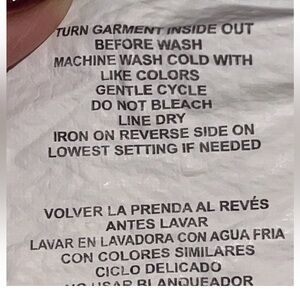 TURN GARMENT INSIDE OUT
BEFORE WASH
MACHINE WASH COLD WITH
LIKE COLORS
GENTLE CYCLE
DO NOT BLEACH
LINE DRY
IRON ON REVERSE SIDE ON
LOWEST SETTING IF NEEDED
VOLVER LA PRENDA AL REVÉS
ANTES LAVAR
LAVAR EN LAVADORA CON AGUA FRIA
CON COLORES SIMILARES
CICLO DELICADO
NO USAR BLANQUEADOR